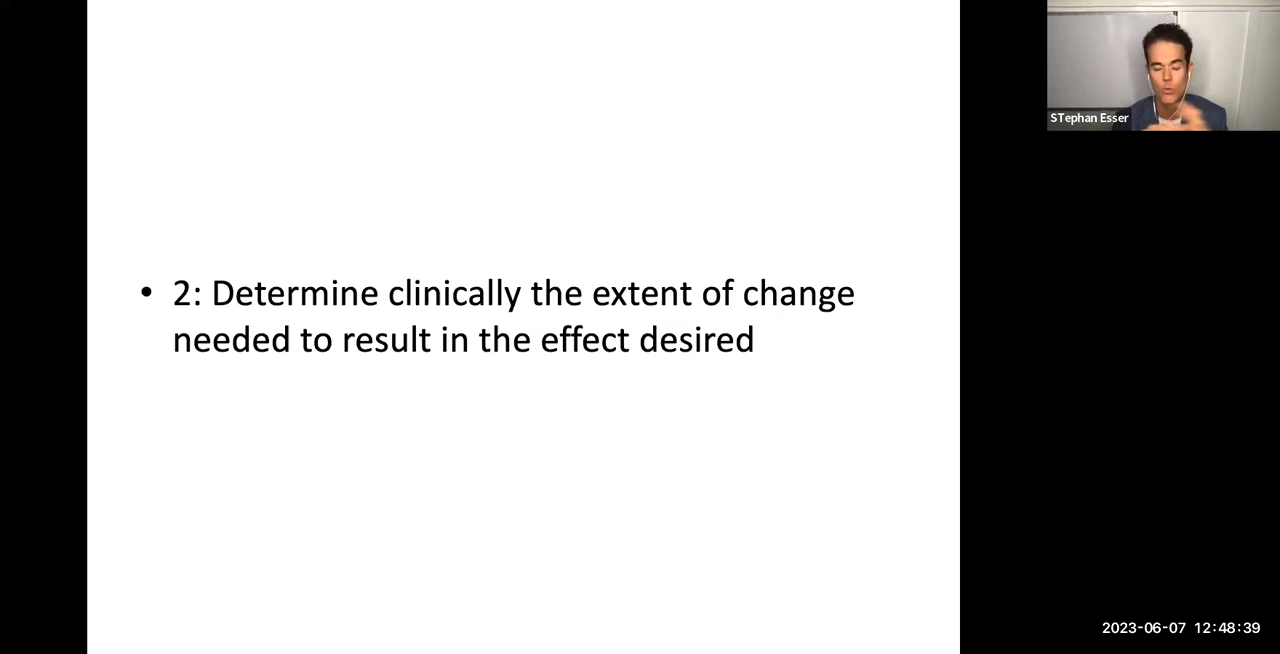 • 2: Determine clinically the extent of change
needed to result in the effect desired
STephan Esser
2023-06-07 12:48:39